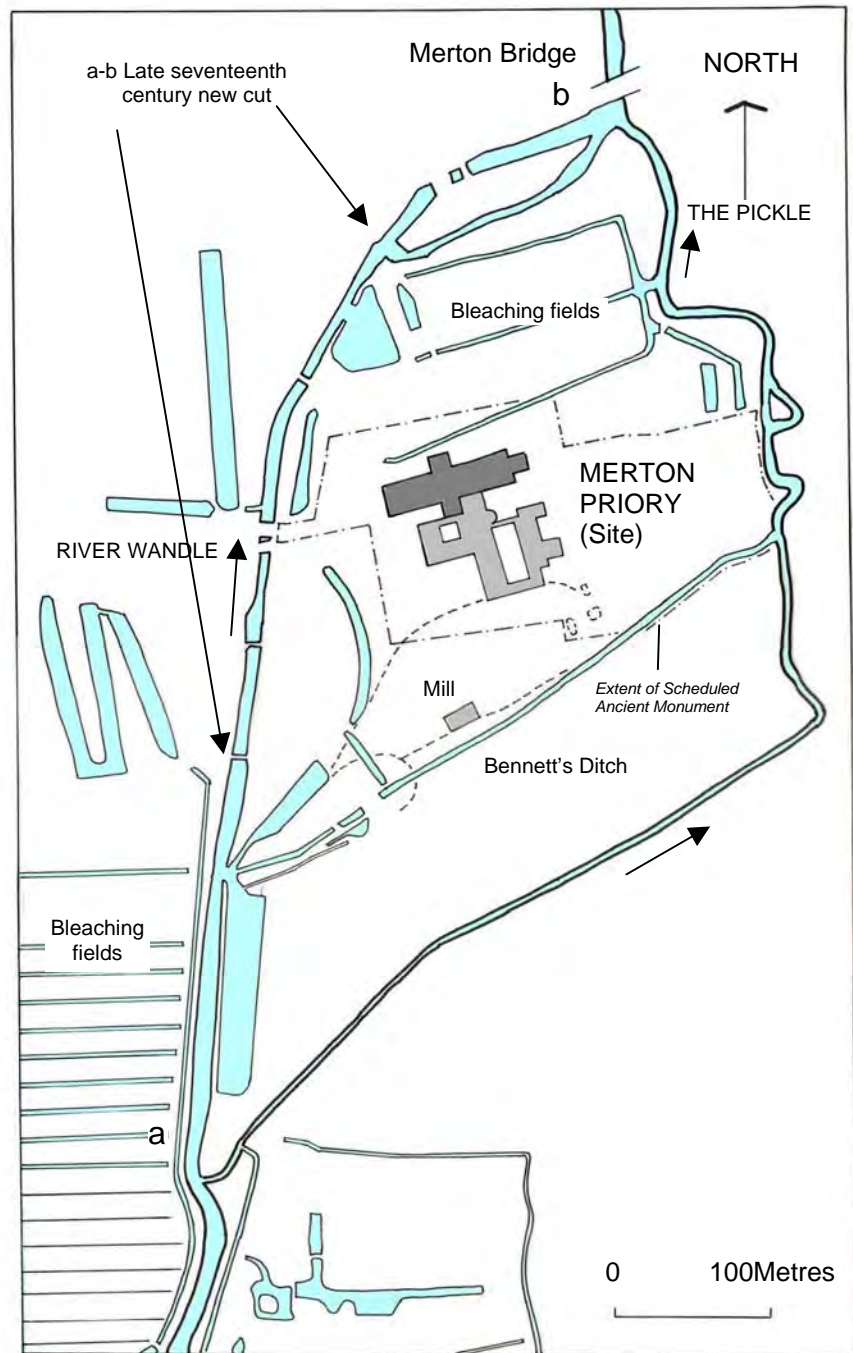 Merton Bridge
NORTH
a-b Late seventeenth
century new cut
b
THE PICKLE
Bleaching fields
MERTON
PRIORY
(Site)
RIVER WANDLE
Mill
Extent of Scheduled
Ancient Monument
Bennett's Ditch
Bleaching
fields
a
0 100Metres